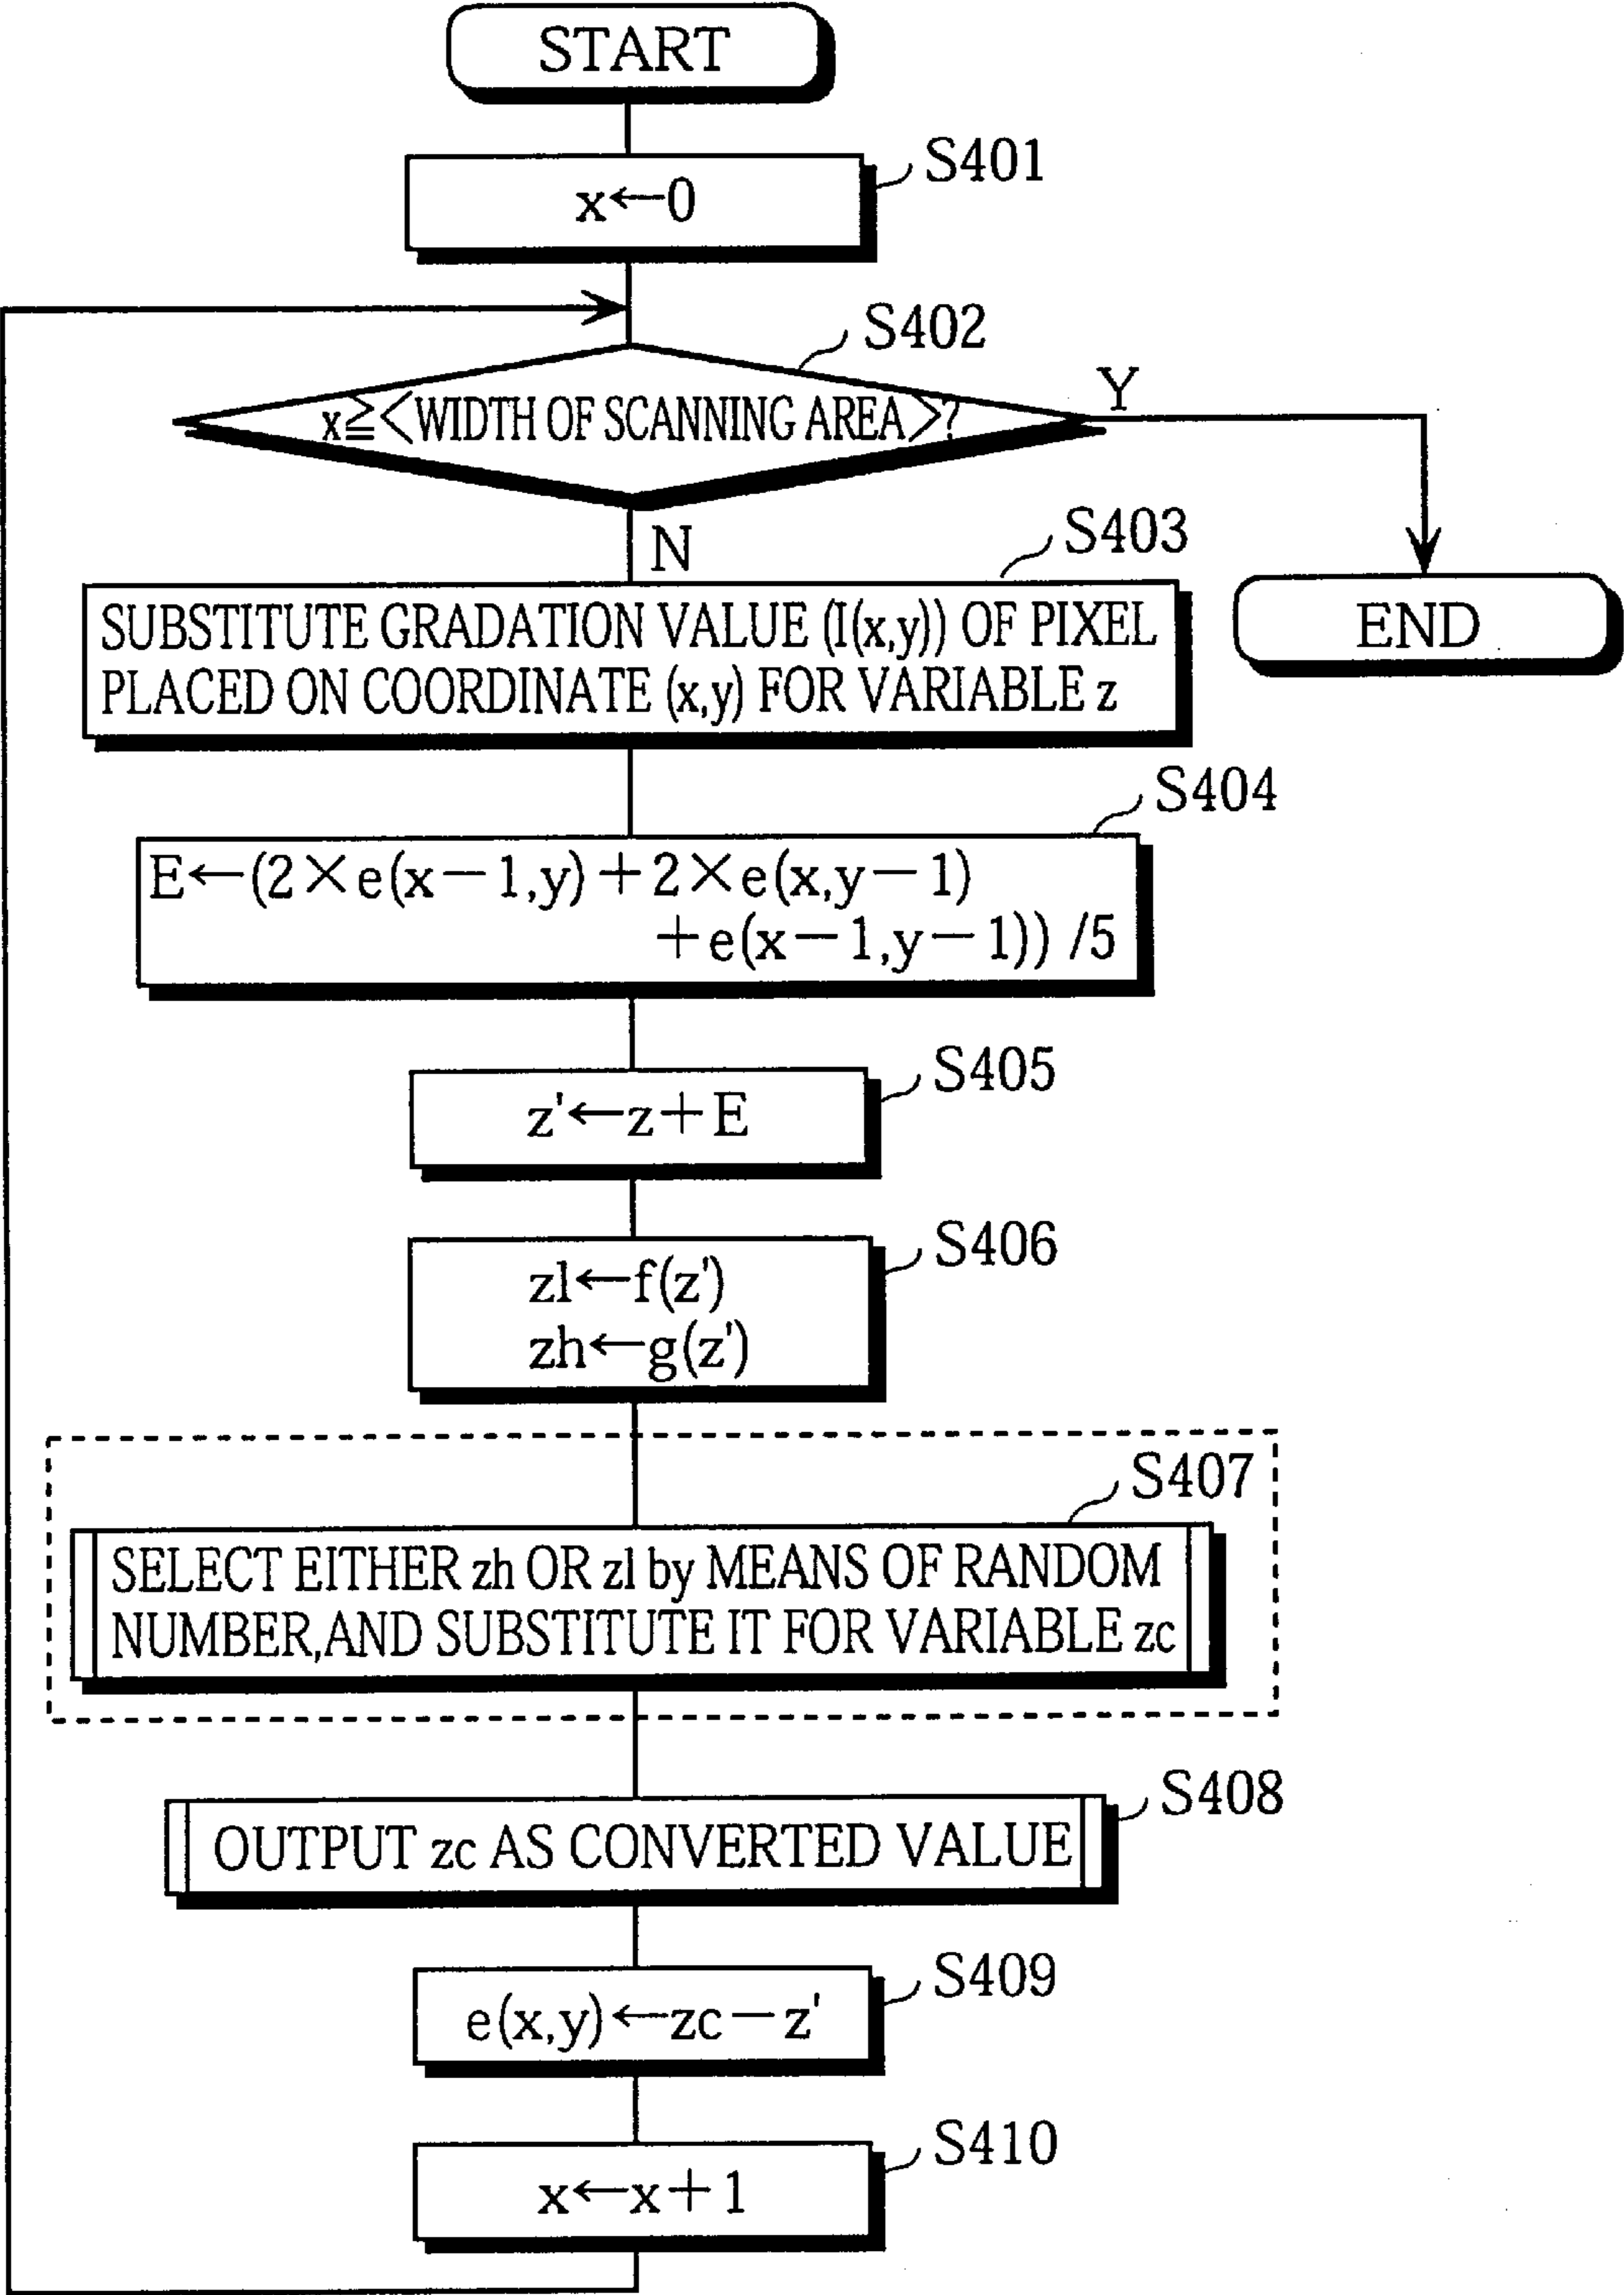 START
S401
x←0
S402
x≧<WIDTH OF SCANNING AREA>?
Y
N
S403
SUBSTITUTE GRADATION VALUE (I(x,y)) OF PIXEL
PLACED ON COORDINATE (x,y) FOR VARIABLE z
END
S404
E←(2×e(x−1,y)+2×e(x,y−1)
+e(x−1,y−1)) /5
S405
z'←z+E
S406
zl←f(z')
zh←g(z')
S407
SELECT EITHER zh OR zl by MEANS OF RANDOM
NUMBER,AND SUBSTITUTE IT FOR VARIABLE zc
S408
OUTPUT zc AS CONVERTED VALUE
S409
e(x,y)←zc−z'
S410
x←x+1